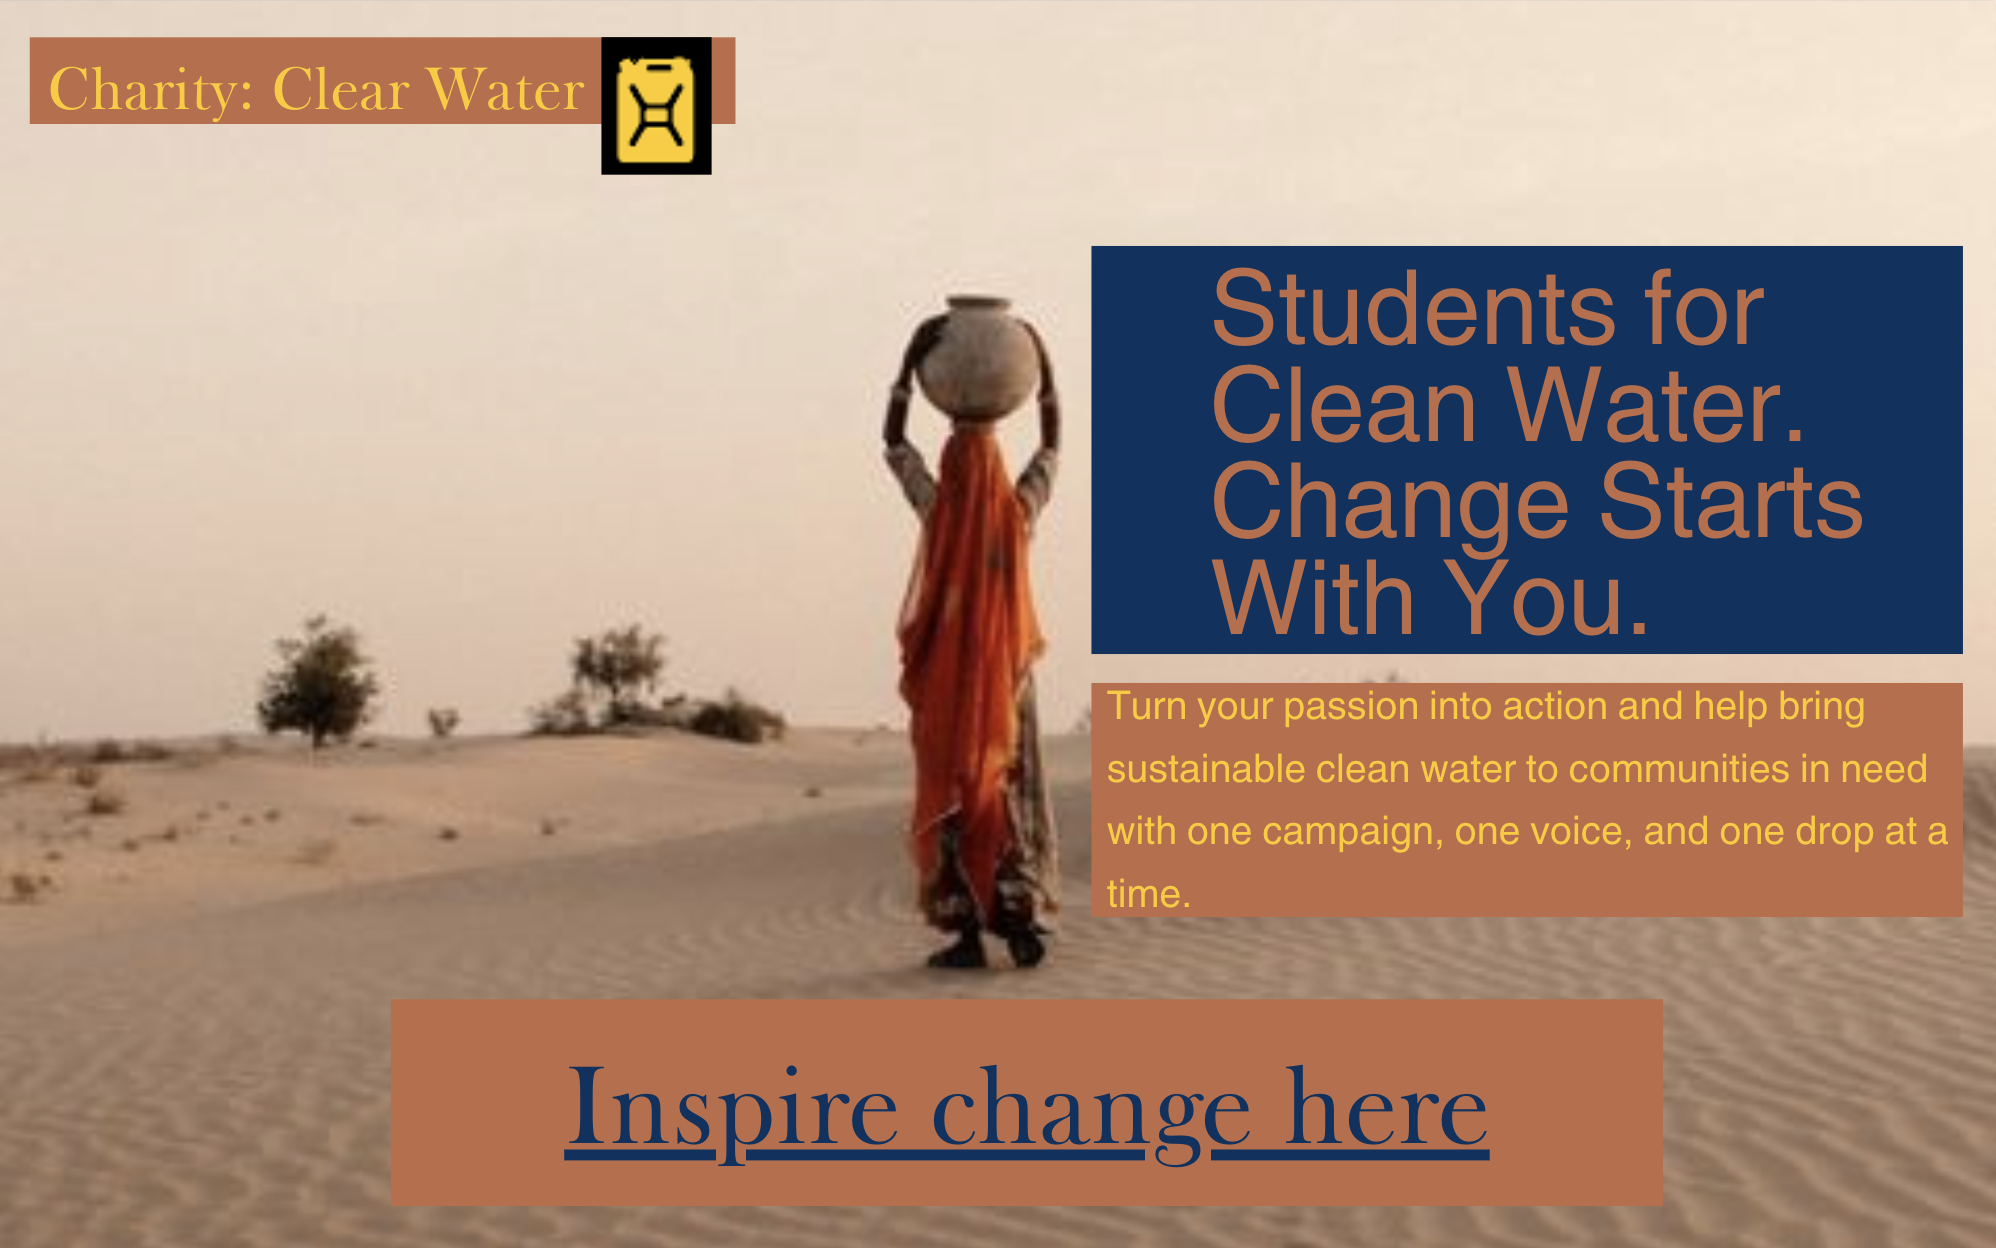 Charity: Clear Water
Students for
Clean Water.
Change Starts
With You.
Turn your passion into action and help bring
sustainable clean water to communities in need
with one campaign, one voice, and one drop at a
time.
Inspire change here